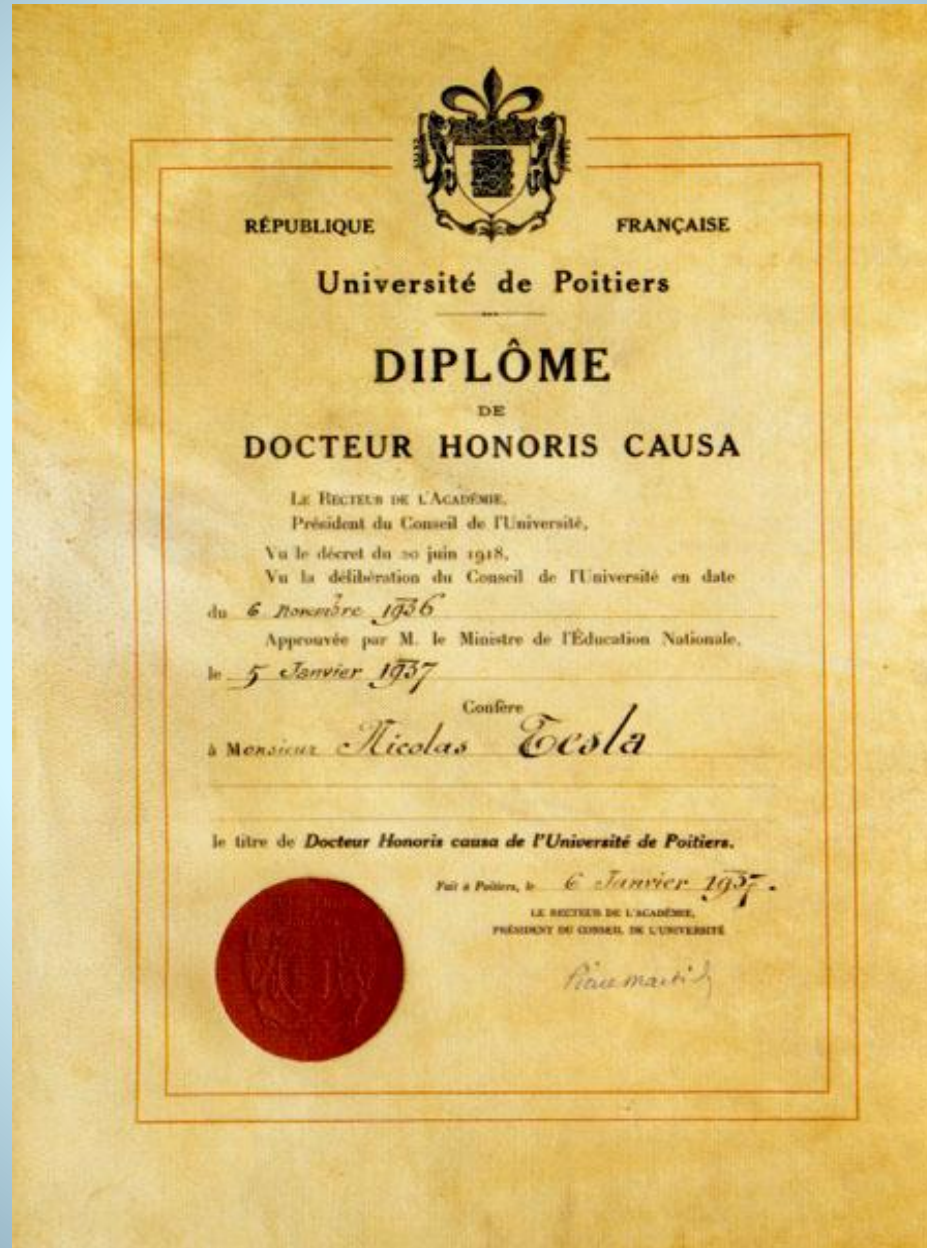 RÉPUBLIQUE FRANÇAISE
Université de Poitiers
DIPLÔME
DE
DOCTEUR HONORIS CAUSA
LE RECTEUR DE L'ACADÉMIE,
Président du Conseil de l'Université,
Vu le décret du 20 juin 1918,
Vu la délibération du Conseil de l'Université en date
du 6 novembre 1936
Approuvée par M. le Ministre de l'Éducation Nationale,
le 5 Janvier 1937
Confère
à Monsieur Nicolas Tesla
le titre de Docteur Honoris causa de l'Université de Poitiers.
Fait à Poitiers, le 6 Janvier 1937.
LE RECTEUR DE L'ACADÉMIE,
PRÉSIDENT DU CONSEIL DE L'UNIVERSITÉ